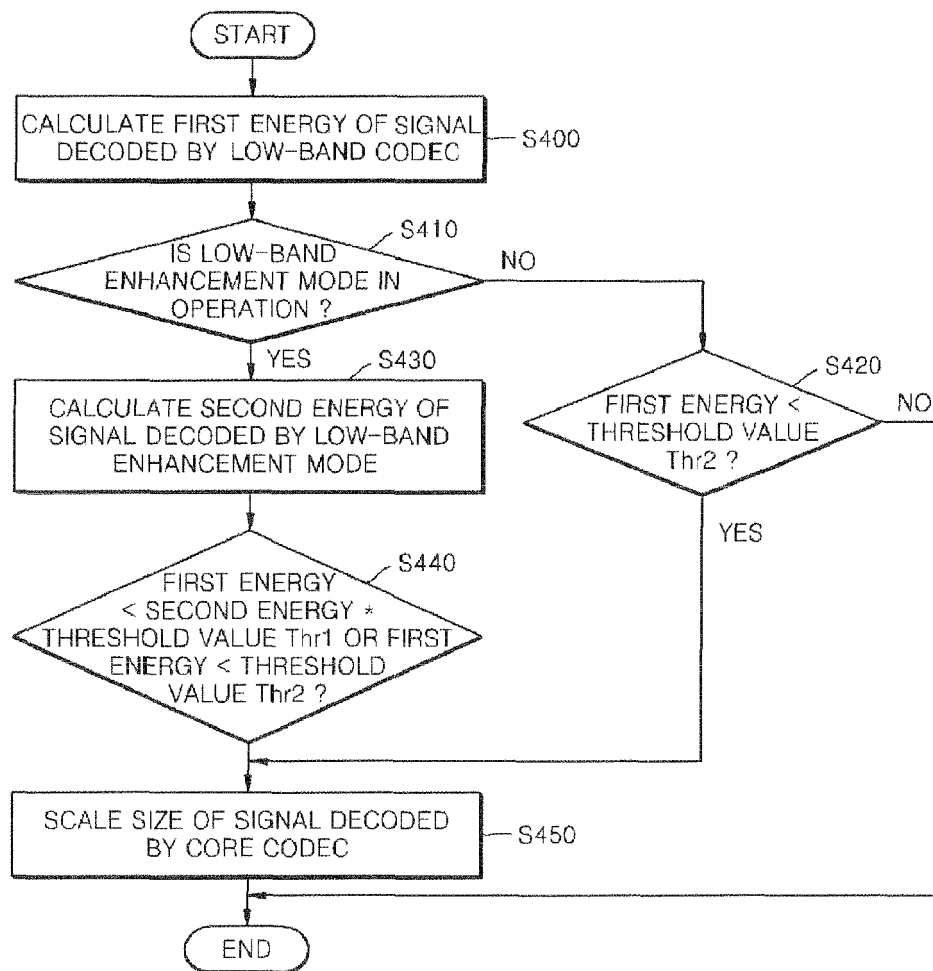 START
CALCULATE FIRST ENERGY OF SIGNAL
DECODED BY LOW-BAND CODEC
S400
S410
IS LOW-BAND
ENHANCEMENT MODE IN
OPERATION ?
NO
YES
S430
CALCULATE SECOND ENERGY OF
SIGNAL DECODED BY LOW-BAND
ENHANCEMENT MODE
S420
FIRST ENERGY <
THRESHOLD VALUE
Thr2 ?
NO
YES
S440
FIRST ENERGY
< SECOND ENERGY *
THRESHOLD VALUE Thr1 OR FIRST
ENERGY < THRESHOLD
VALUE Thr2 ?
SCALE SIZE OF SIGNAL DECODED
BY CORE CODEC
S450
END